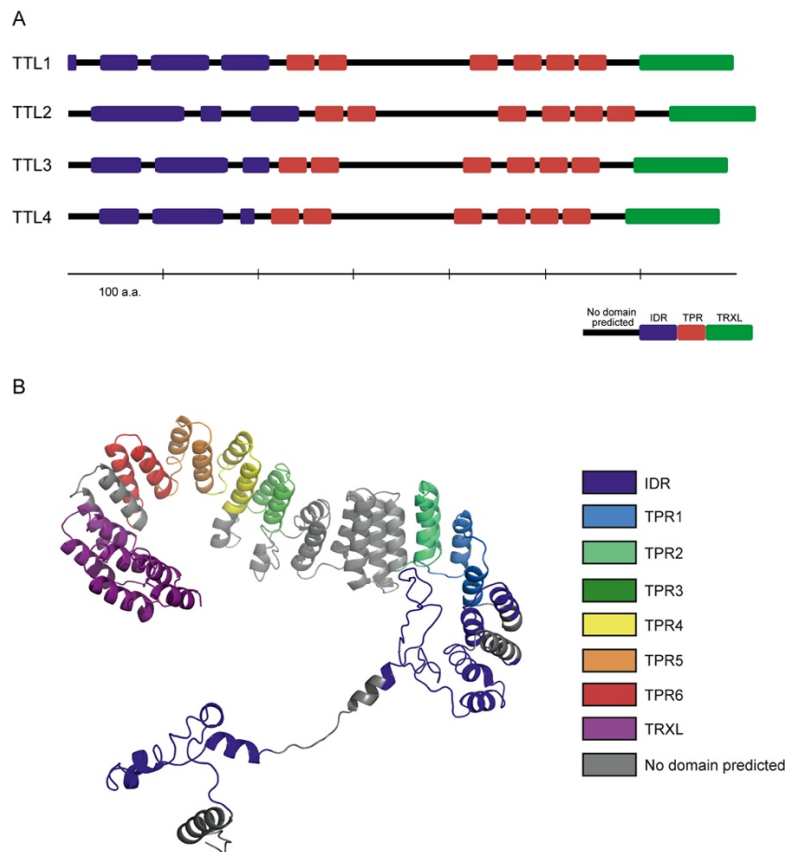 A
TTL1
TTL2
TTL3
TTL4
100 a.a.
No domain
predicted
IDR
TPR
TRXL
B
IDR
TPR1
TPR2
TPR3
TPR4
TPR5
TPR6
TRXL
No domain predicted